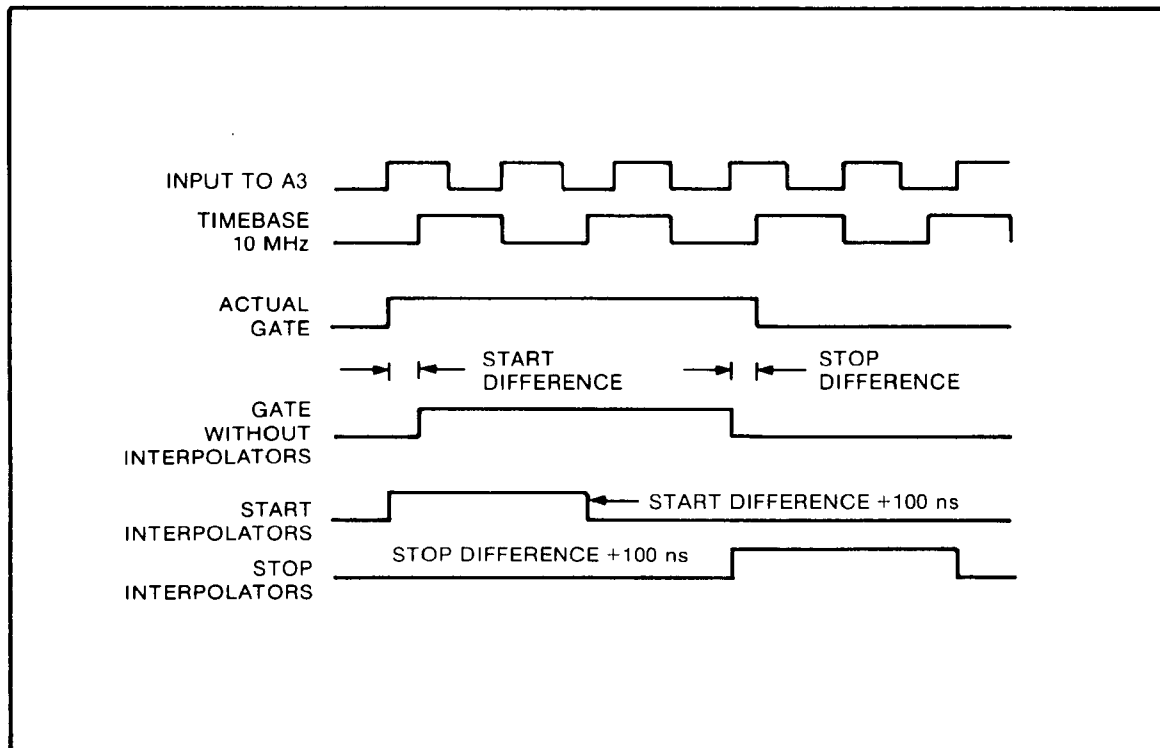 INPUT TO A3
TIMEBASE
10 MHz
ACTUAL
GATE
START
DIFFERENCE
STOP
DIFFERENCE
GATE
WITHOUT
INTERPOLATORS
START
INTERPOLATORS
START DIFFERENCE +100 ns
STOP DIFFERENCE +100 ns
STOP
INTERPOLATORS